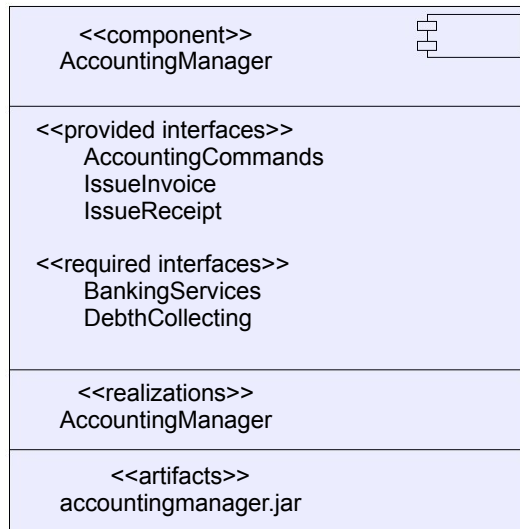 <<component>>
AccountingManager
<<provided interfaces>>
AccountingCommands
IssueInvoice
IssueReceipt
<<required interfaces>>
BankingServices
DebthCollecting
<<realizations>>
AccountingManager
<<artifacts>>
accountingmanager.jar